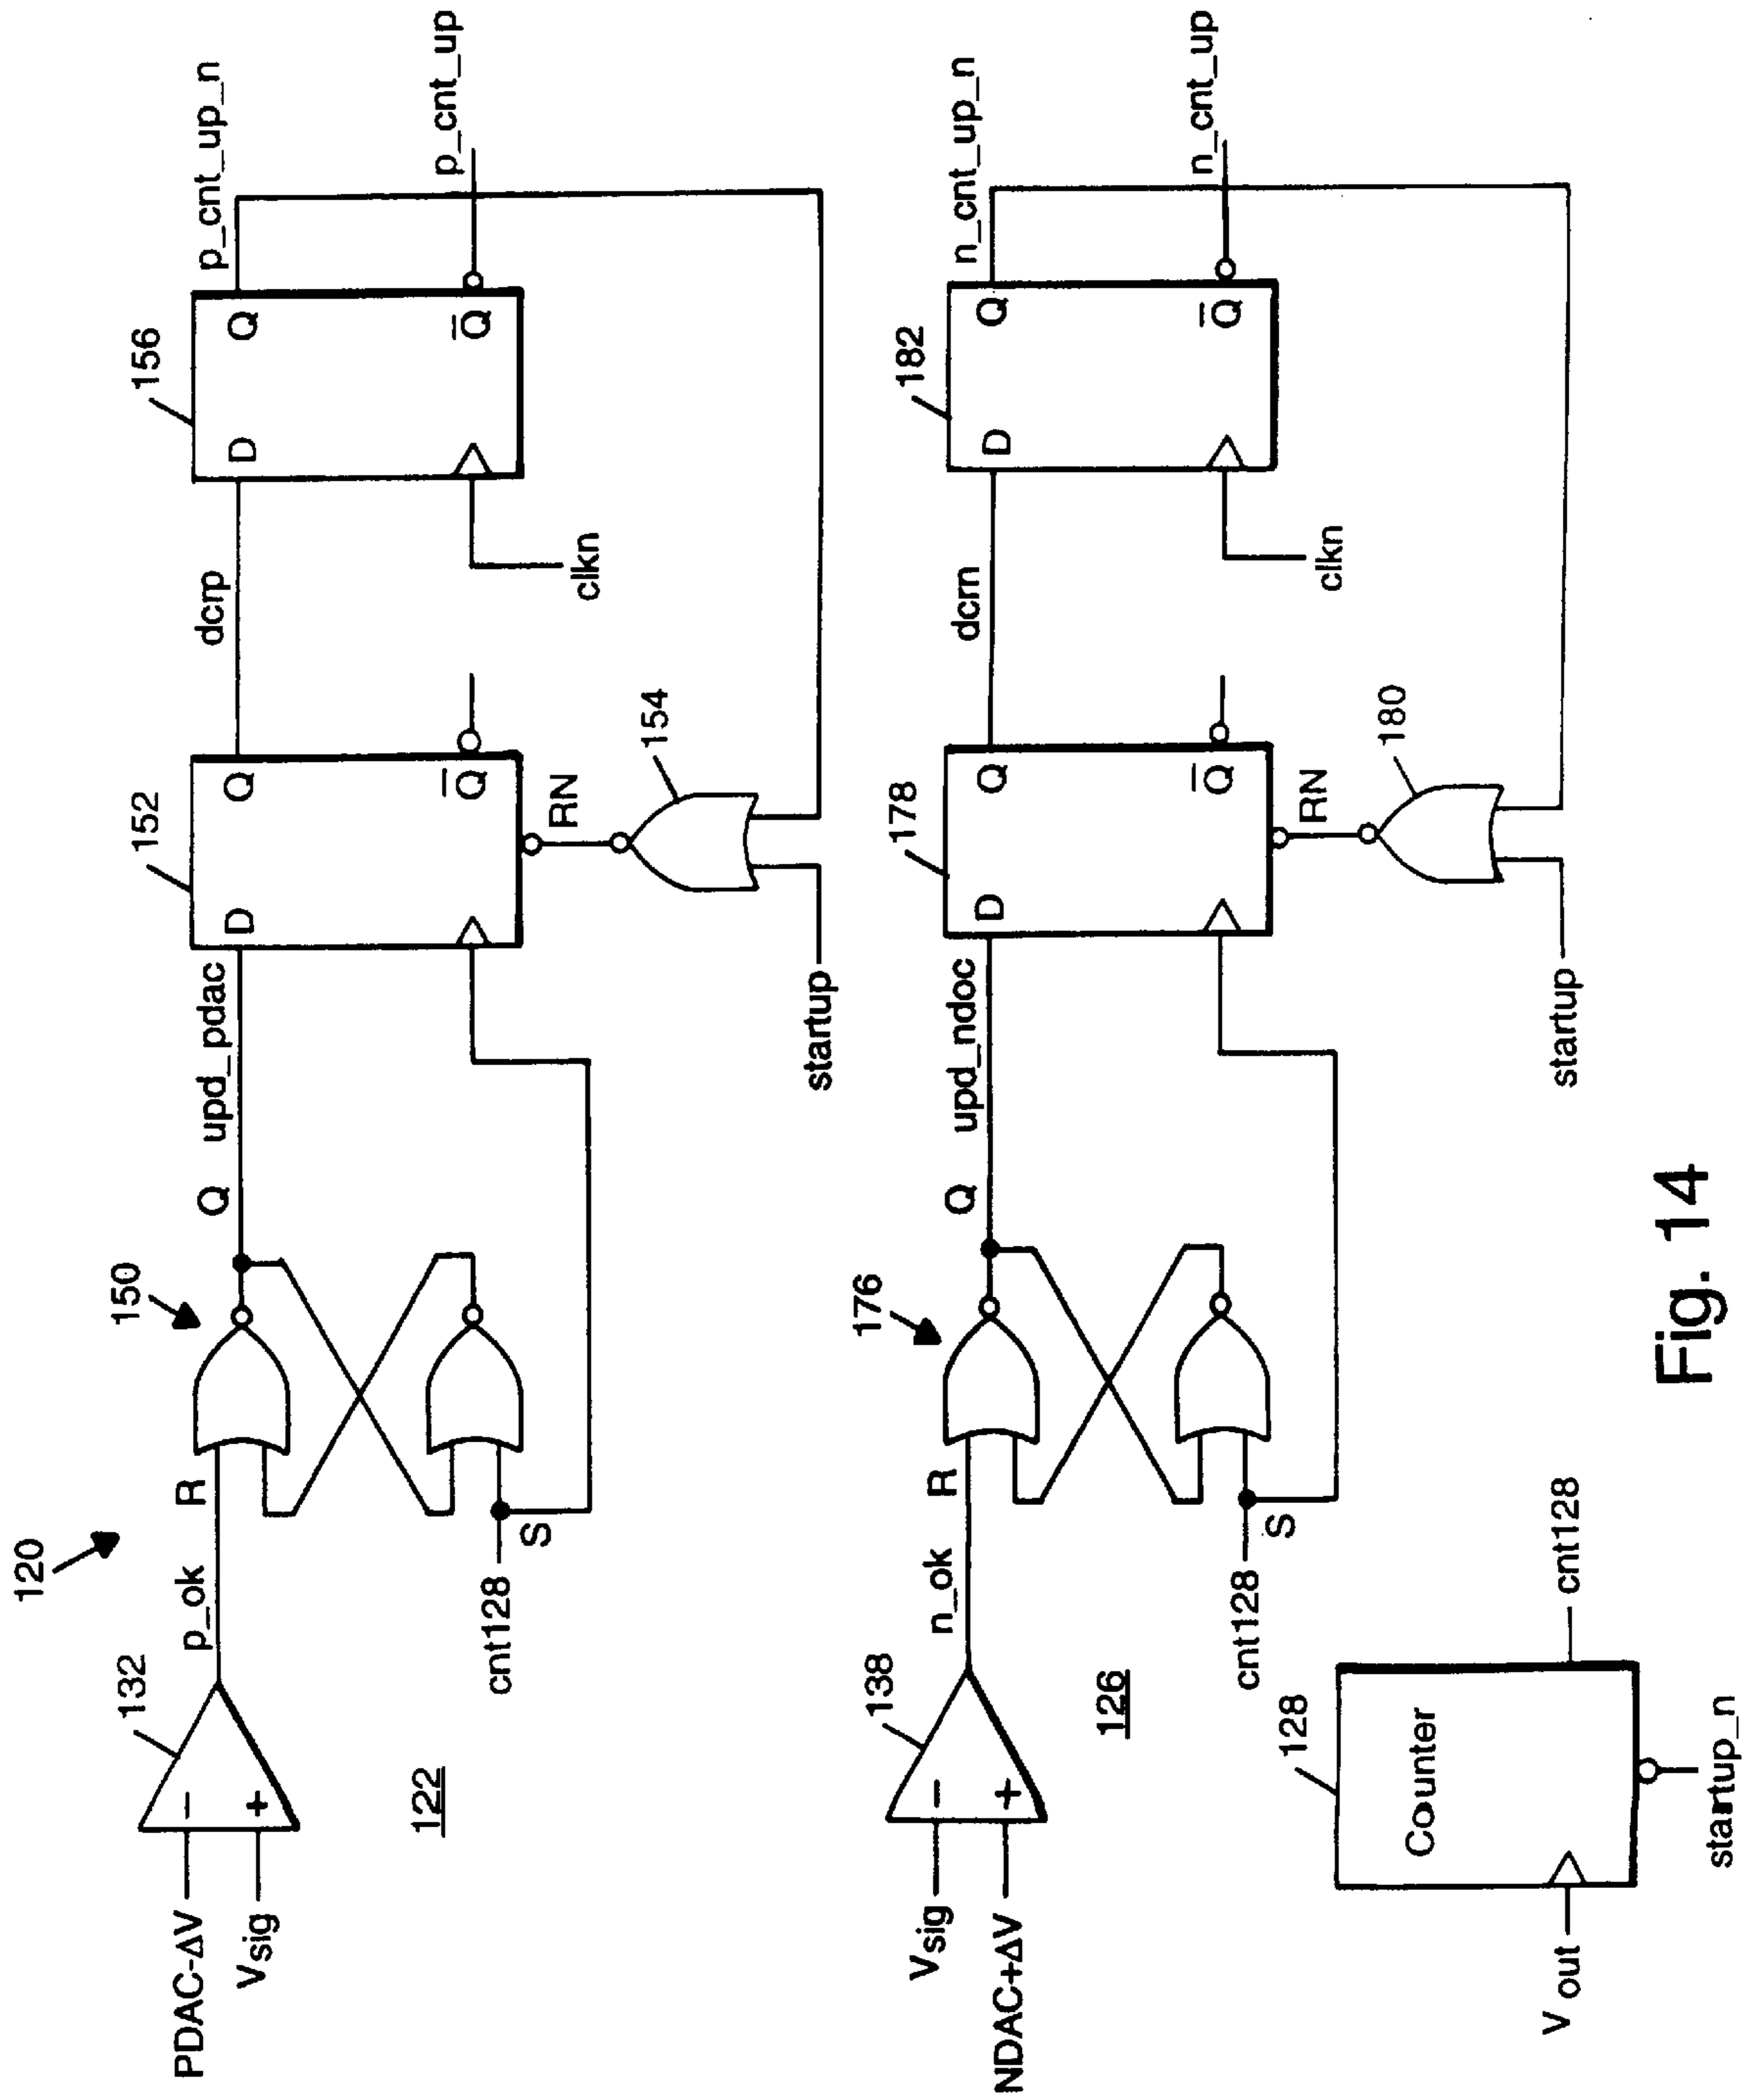 120
PDAC-ΔV
Vsig
132
p_ok
R
150
Q
upd_pdac
152
D
Q
Q̅
RN
154
startup
dcrp
156
D
Q
Q̅
clkn
p_cnt_up_n
p_cnt_up
cnt128
S
122
Vsig
NDAC+ΔV
138
n_ok
R
176
Q
upd_ndoc
178
D
Q
Q̅
RN
180
startup
dcrn
182
D
Q
Q̅
clkn
n_cnt_up_n
n_cnt_up
cnt128
S
126
128
Counter
Vout
cnt128
startup_n
− +
− +
Fig. 14